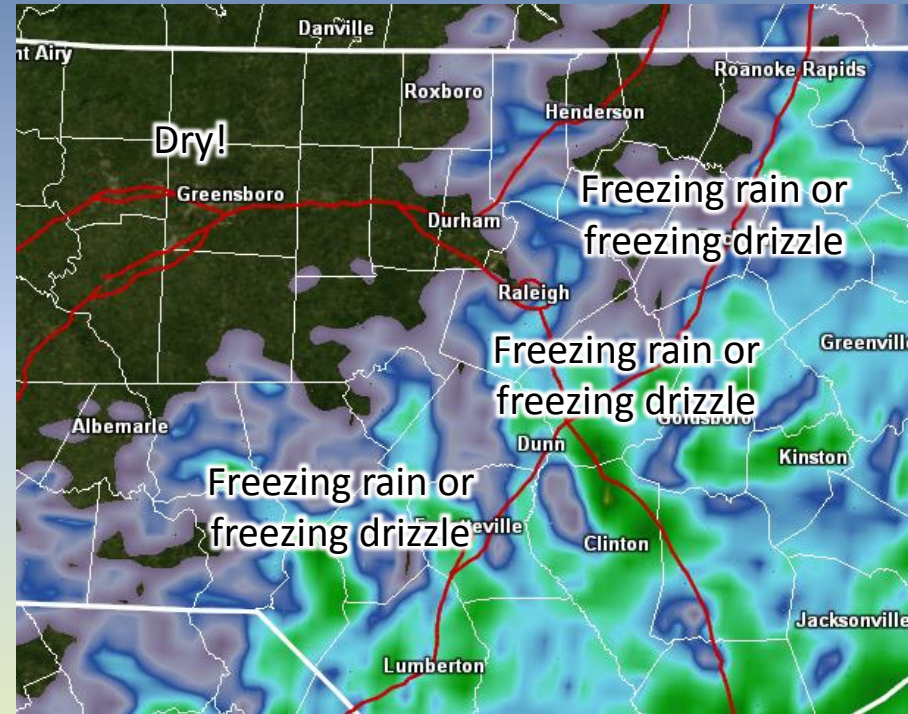 Danville
nt Airy
Roanoke Rapids
Roxboro
Henderson
Dry!
Greensboro
Freezing rain or
freezing drizzle
Durham
Raleigh
Freezing rain or
freezing drizzle
Greenville
Albemarle
Dunn
Kinston
Freezing rain or
freezing drizzle
Clinton
Jacksonville
Lumberton